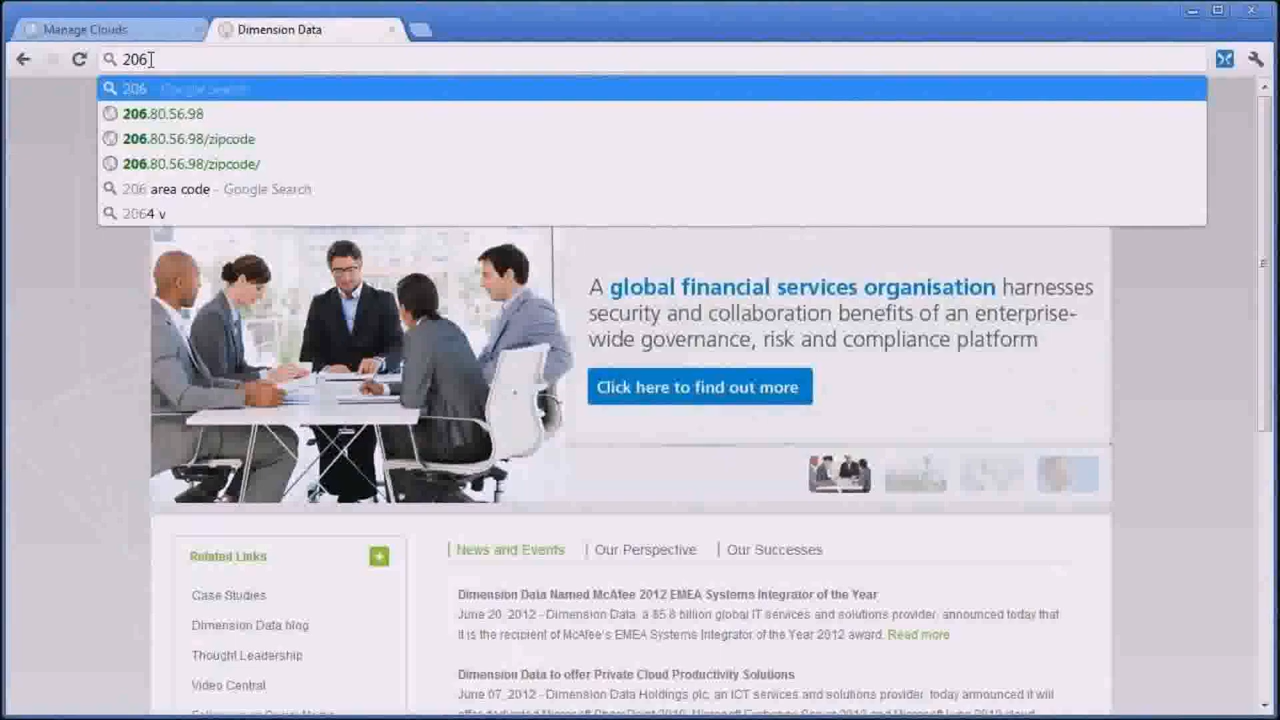 Manage Clouds
Dimension Data
206
206 Google Search
206.80.56.98
206.80.56.98/zipcode
206.80.56.98/zipcode/
206 area code - Google Search
2064 v
A global financial services organisation harnesses
security and collaboration benefits of an enterprise-
wide governance, risk and compliance platform
Click here to find out more
Related Links
Case Studies
Dimension Data blog
Thought Leadership
Video Central
News and Events
Our Perspective
Our Successes
Dimension Data Named McAfee 2012 EMEA Systems Integrator of the Year
June 20, 2012 - Dimension Data, a $5.8 billion global IT services and solutions provider, announced today that
it is the recipient of McAfee's EMEA Systems Integrator of the Year 2012 award. Read more
Dimension Data to offer Private Cloud Productivity Solutions
June 07, 2012 - Dimension Data Holdings plc, an ICT services and solutions provider, today announced it will